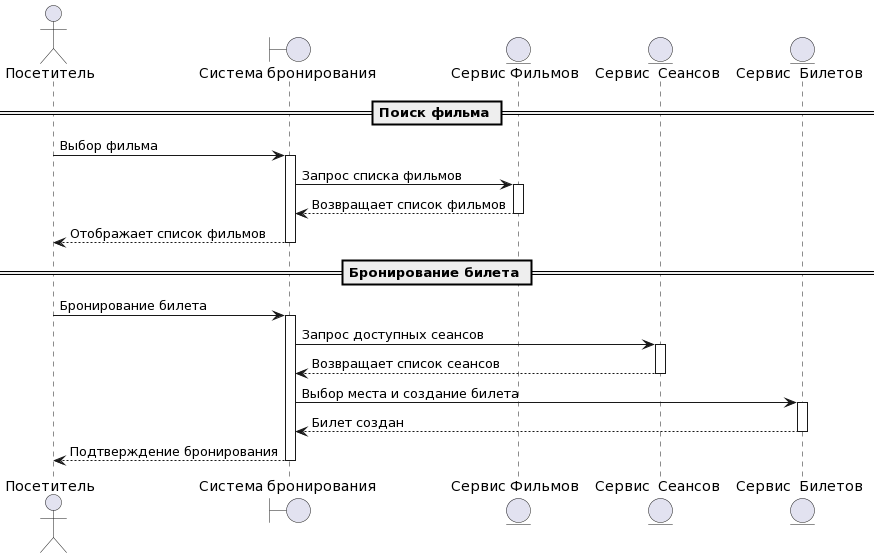 Посетитель
Система бронирования
Сервис Фильмов
Сервис Сеансов
Сервис Билетов
Поиск фильма
Выбор фильма
Запрос списка фильмов
Возвращает список фильмов
Отображает список фильмов
Бронирование билета
Бронирование билета
Запрос доступных сеансов
Возвращает список сеансов
Выбор места и создание билета
Билет создан
Подтверждение бронирования
Посетитель
Система бронирования
Сервис Фильмов
Сервис Сеансов
Сервис Билетов